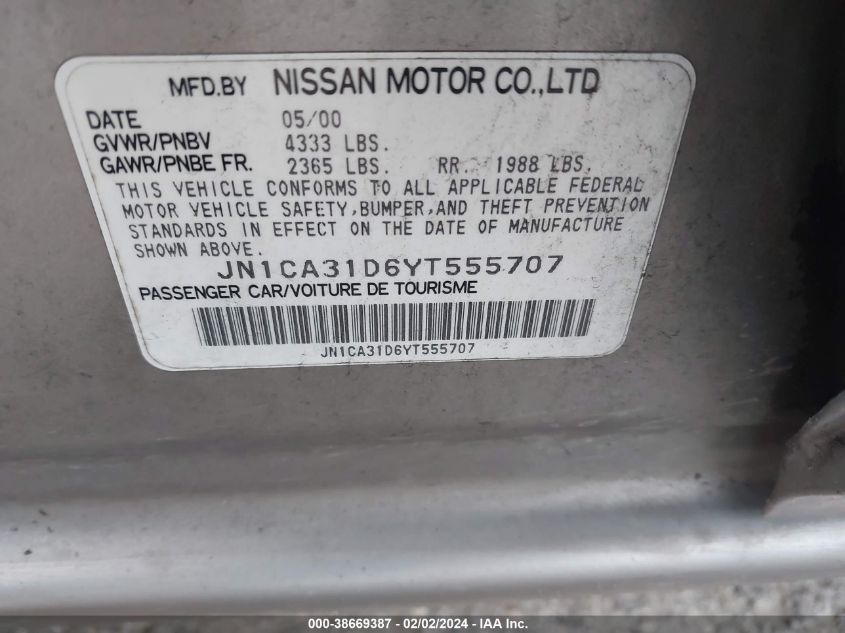 MFD.BY NISSAN MOTOR CO.,LTD
DATE 05/00
GVWR/PNBV 4333 LBS.
GAWR/PNBE FR. 2365 LBS. RR. 1988 LBS.
THIS VEHICLE CONFORMS TO ALL APPLICABLE FEDERAL
MOTOR VEHICLE SAFETY,BUMPER,AND THEFT PREVENTION
STANDARDS IN EFFECT ON THE DATE OF MANUFACTURE
SHOWN ABOVE.
JN1CA31D6YT555707
PASSENGER CAR/VOITURE DE TOURISME
JN1CA31D6YT555707
000-38669387 - 02/02/2024 - IAA Inc.